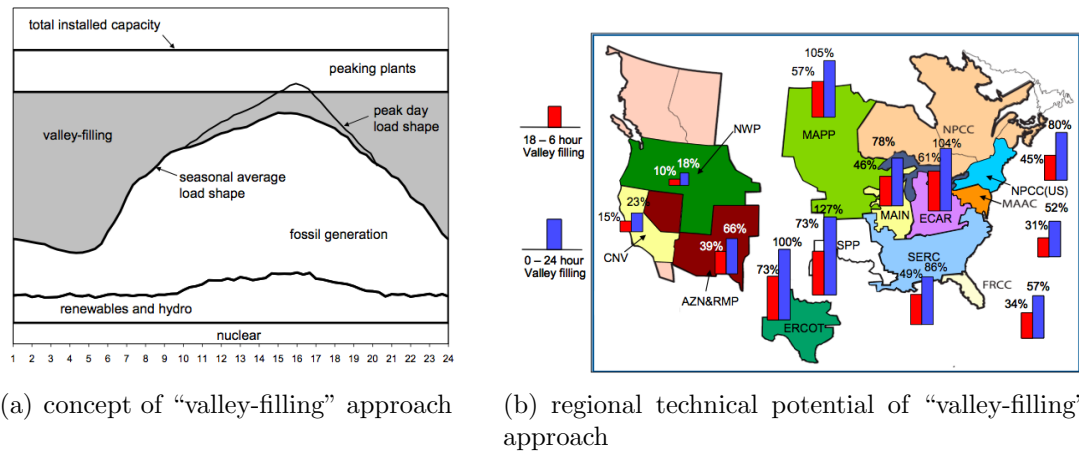 total installed capacity
peaking plants
peak day
load shape
valley-filling
seasonal average
load shape
fossil generation
renewables and hydro
nuclear
1 2 3 4 5 6 7 8 9 10 11 12 13 14 15 16 17 18 19 20 21 22 23 24
(a) concept of “valley-filling” approach
18 – 6 hour
Valley filling
0 – 24 hour
Valley filling
105%
57%
MAPP
NWP
10% 18%
15% 23%
CNV
39% 66%
AZN&RMP
73% 100%
ERCOT
73% 127%
SPP
46% 78%
MAIN
61% 104%
ECAR
NPCC
45% 80%
NPCC(US)
MAAC
31% 52%
SERC
49% 86%
FRCC
34% 57%
(b) regional technical potential of “valley-filling”
approach